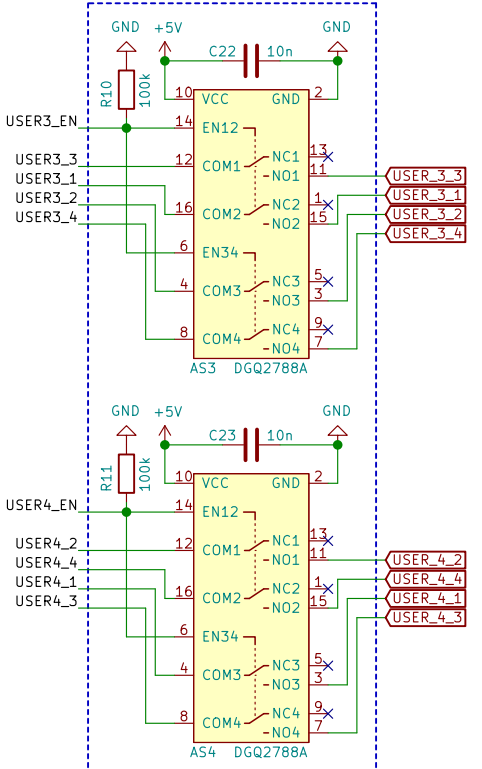 GND +5V GND
C22 10n
R10 100k
10 VCC GND 2
USER3_EN 14 EN12
USER3_3 12 COM1 NC1 13
NO1 11 USER_3_3
USER3_1
USER_3_1
USER3_2 16 COM2 NC2 1
NO2 15 USER_3_2
USER3_4
USER_3_4
6 EN34
4 COM3 NC3 5
NO3 3
8 COM4 NC4 9
NO4 7
AS3 DGQ2788A
GND +5V GND
C23 10n
R11 100k
10 VCC GND 2
USER4_EN 14 EN12
USER4_2 12 COM1 NC1 13
NO1 11 USER_4_2
USER4_4
USER_4_4
USER4_1 16 COM2 NC2 1
NO2 15 USER_4_1
USER4_3
USER_4_3
6 EN34
4 COM3 NC3 5
NO3 3
8 COM4 NC4 9
NO4 7
AS4 DGQ2788A